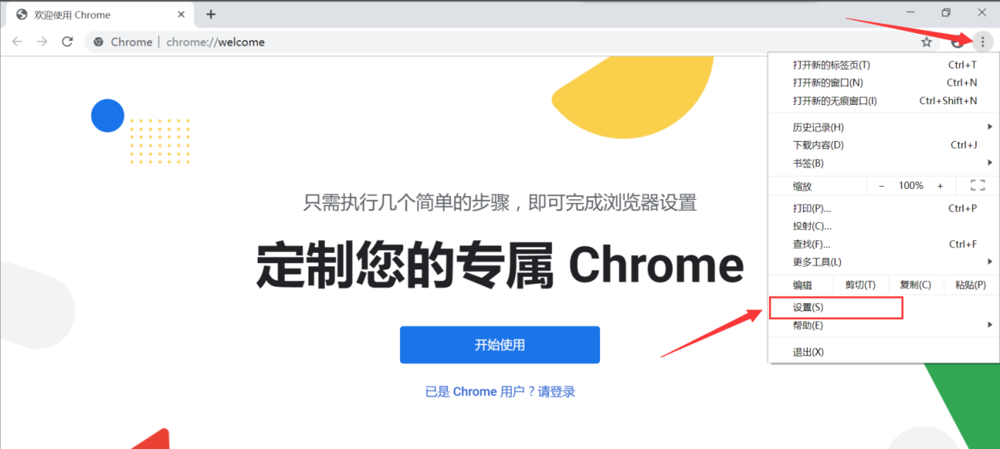 欢迎使用 Chrome
Chrome | chrome://welcome
打开新的标签页(T) Ctrl+T
打开新的窗口(N) Ctrl+N
打开新的无痕窗口(I) Ctrl+Shift+N
历史记录(H)
下载内容(D) Ctrl+J
书签(B)
缩放 − 100% +
打印(P)... Ctrl+P
投射(C)...
查找(F)... Ctrl+F
更多工具(L)
编辑 剪切(T) 复制(C) 粘贴(P)
设置(S)
帮助(E)
退出(X)
只需执行几个简单的步骤，即可完成浏览器设置
定制您的专属 Chrome
开始使用
已是 Chrome 用户？请登录